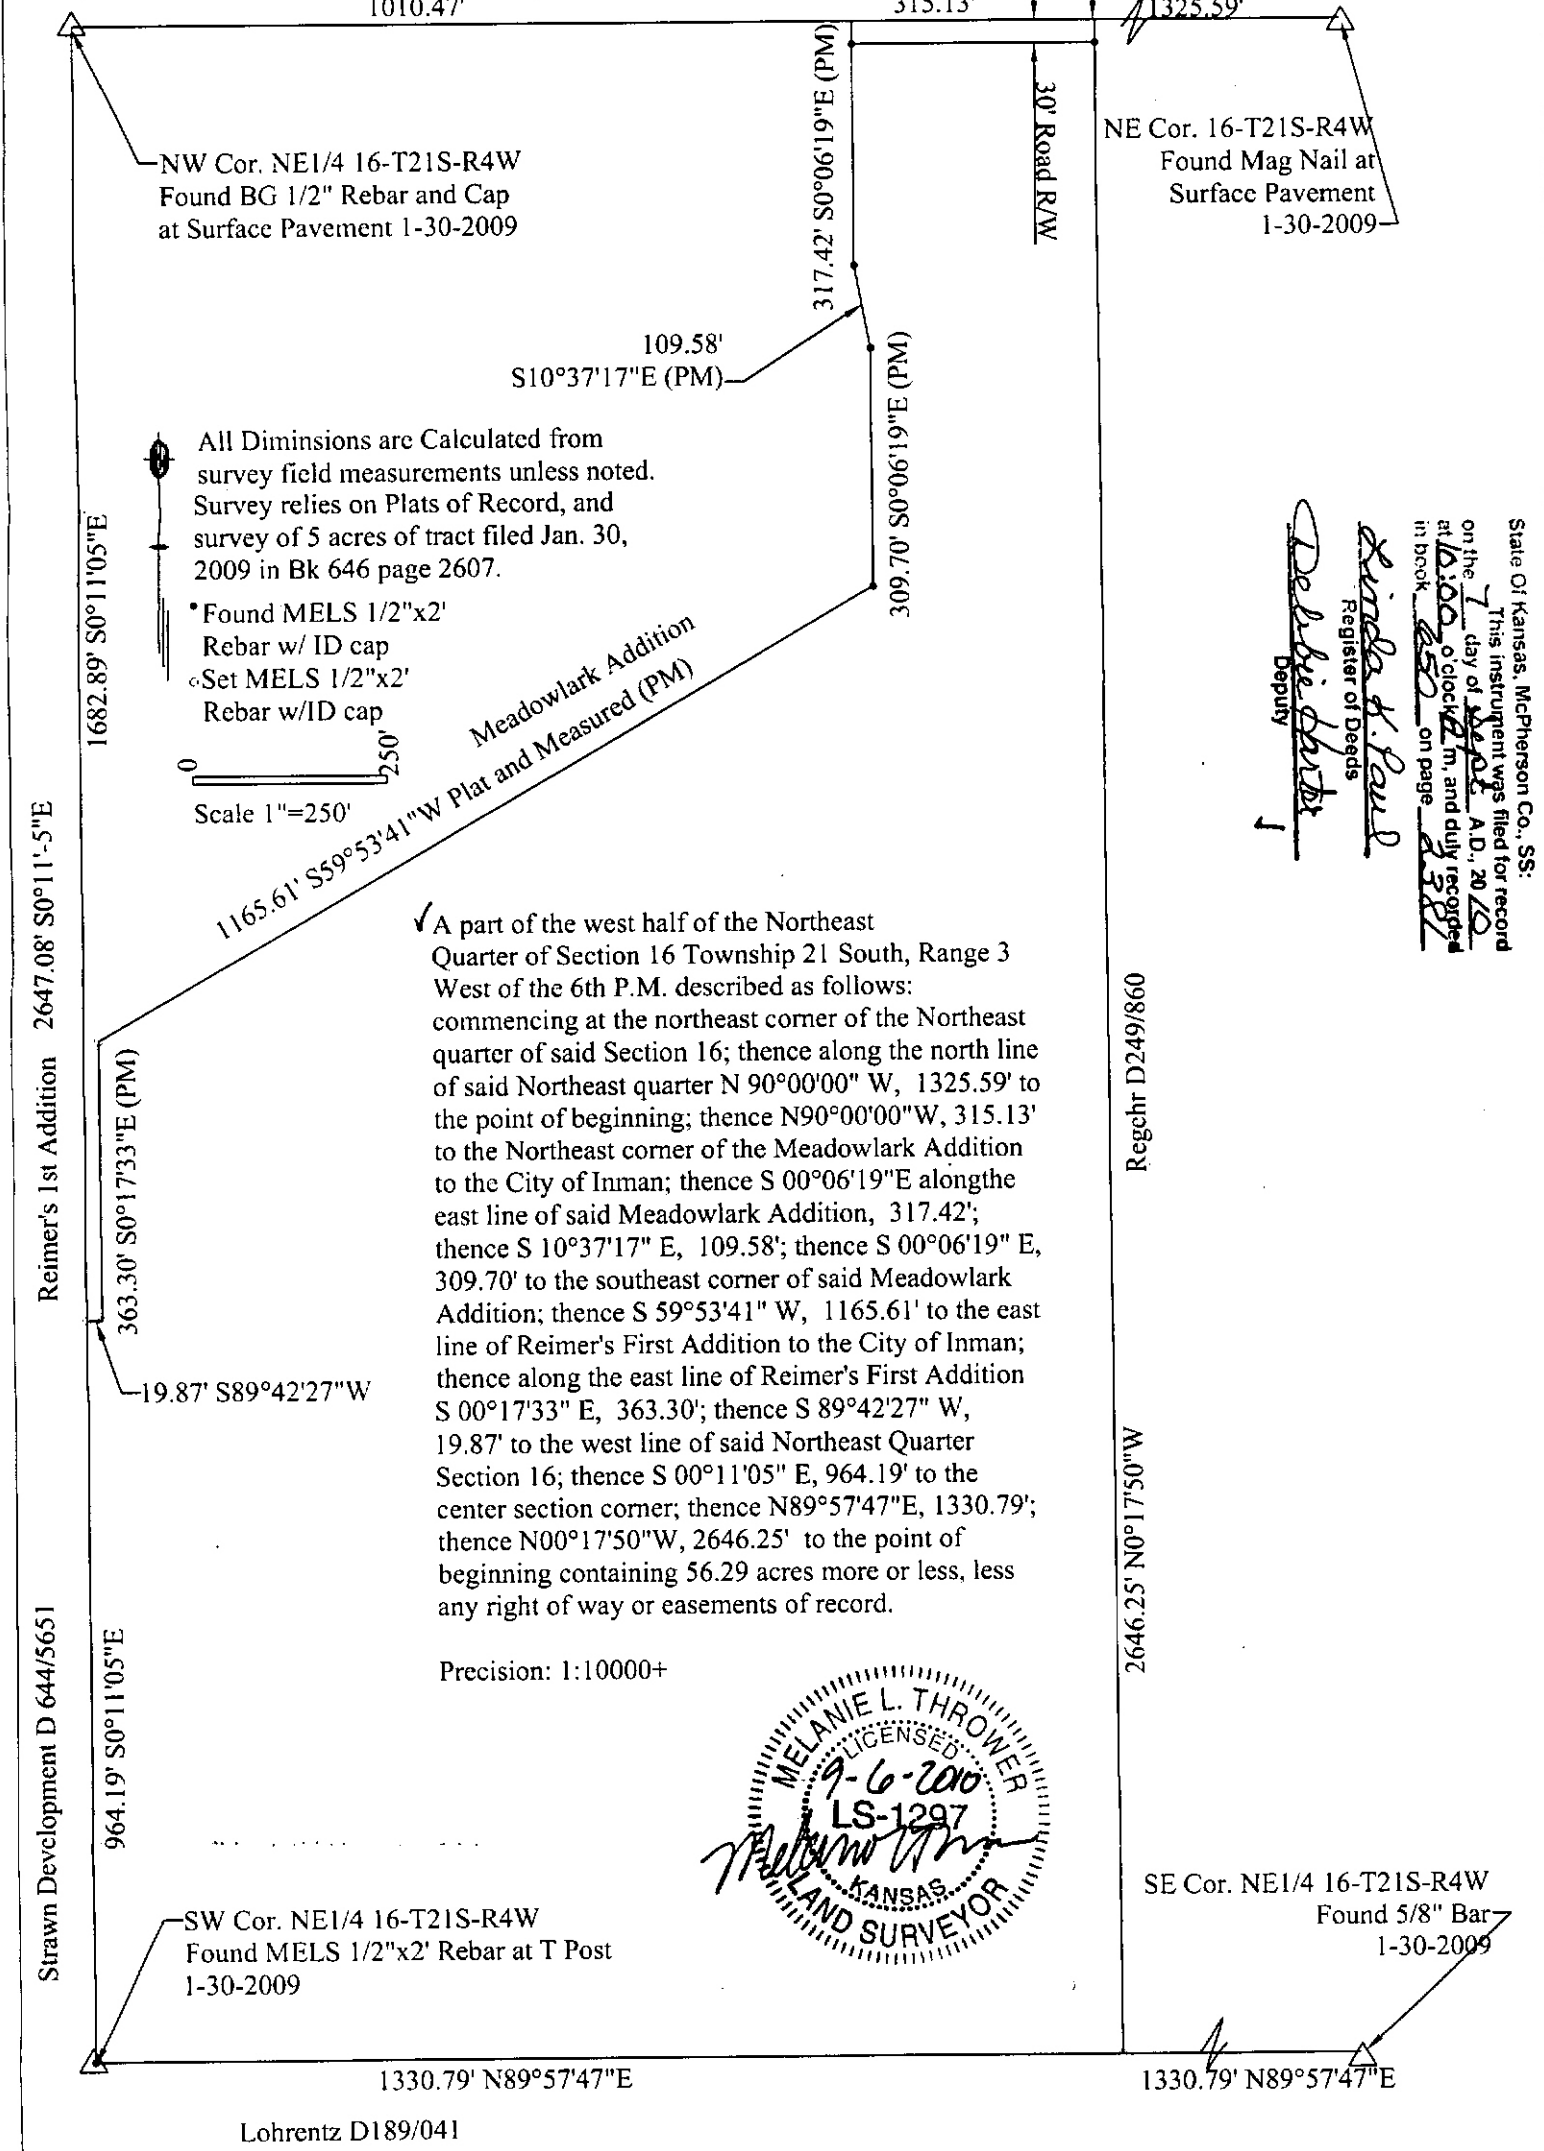 1010.47'
315.13'
1325.59'
317.42' S0°06'19"E (PM)
30' Road R/W
NW Cor. NE1/4 16-T21S-R4W
Found BG 1/2" Rebar and Cap
at Surface Pavement 1-30-2009
NE Cor. 16-T21S-R4W
Found Mag Nail at
Surface Pavement
1-30-2009
109.58'
S10°37'17"E (PM)
309.70' S0°06'19"E (PM)
All Diminsions are Calculated from
survey field measurements unless noted.
Survey relies on Plats of Record, and
survey of 5 acres of tract filed Jan. 30,
2009 in Bk 646 page 2607.
Found MELS 1/2"x2'
Rebar w/ ID cap
Set MELS 1/2"x2'
Rebar w/ID cap
0 250'
Scale 1"=250'
1682.89' S0°11'05"E
Meadowlark Addition
1165.61' S59°53'41"W Plat and Measured (PM)
State Of Kansas, McPherson Co., SS:
This instrument was filed for record
on the 7 day of Sept A.D., 2010
at 10:00 o'clock A m, and duly recorded
in book 650 on page 2381
Linda K. Paul
Register of Deeds
Debbie
Deputy
2647.08' S0°11'-5"E
Reimer's 1st Addition
363.30' S0°17'33"E (PM)
19.87' S89°42'27"W
A part of the west half of the Northeast
Quarter of Section 16 Township 21 South, Range 3
West of the 6th P.M. described as follows:
commencing at the northeast corner of the Northeast
quarter of said Section 16; thence along the north line
of said Northeast quarter N 90°00'00" W, 1325.59' to
the point of beginning; thence N90°00'00"W, 315.13'
to the Northeast corner of the Meadowlark Addition
to the City of Inman; thence S 00°06'19"E alongthe
east line of said Meadowlark Addition, 317.42';
thence S 10°37'17" E, 109.58'; thence S 00°06'19" E,
309.70' to the southeast corner of said Meadowlark
Addition; thence S 59°53'41" W, 1165.61' to the east
line of Reimer's First Addition to the City of Inman;
thence along the east line of Reimer's First Addition
S 00°17'33" E, 363.30'; thence S 89°42'27" W,
19.87' to the west line of said Northeast Quarter
Section 16; thence S 00°11'05" E, 964.19' to the
center section corner; thence N89°57'47"E, 1330.79';
thence N00°17'50"W, 2646.25' to the point of
beginning containing 56.29 acres more or less, less
any right of way or easements of record.
Precision: 1:10000+
Regehr D249/860
2646.25' N0°17'50"W
Strawn Development D 644/5651
964.19' S0°11'05"E
MELANIE L. THROWER
LICENSED
9-6-2010
LS-1297
KANSAS
LAND SURVEYOR
SW Cor. NE1/4 16-T21S-R4W
Found MELS 1/2"x2' Rebar at T Post
1-30-2009
SE Cor. NE1/4 16-T21S-R4W
Found 5/8" Bar
1-30-2009
1330.79' N89°57'47"E
1330.79' N89°57'47"E
Lohrentz D189/041